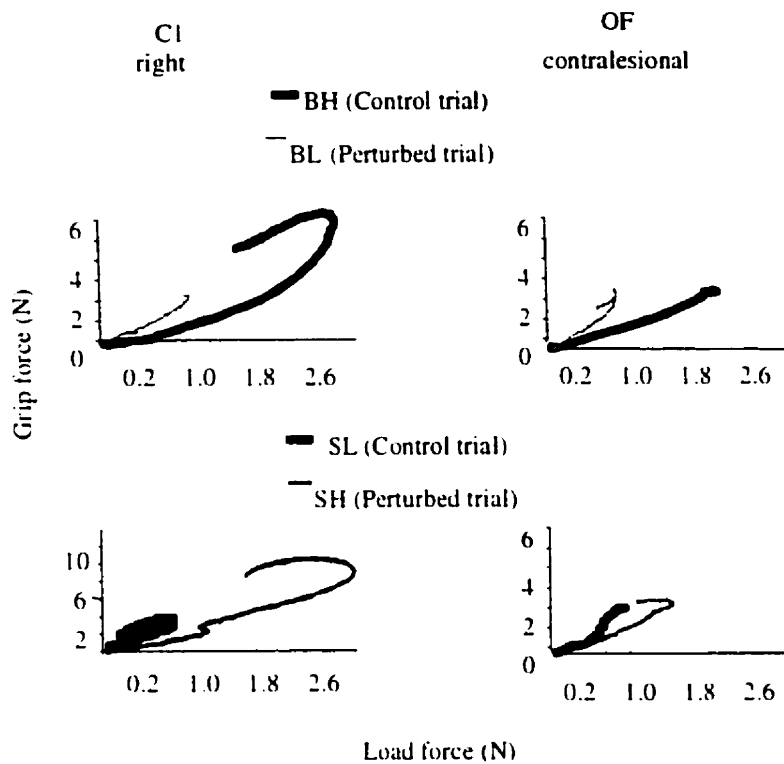 C1
right
OF
contralesional
BH (Control trial)
BL (Perturbed trial)
6
4
2
0
0.2 1.0 1.8 2.6
6
4
2
0
0.2 1.0 1.8 2.6
Grip force (N)
SL (Control trial)
SH (Perturbed trial)
10
6
2
0.2 1.0 1.8 2.6
6
4
2
0
0.2 1.0 1.8 2.6
Load force (N)